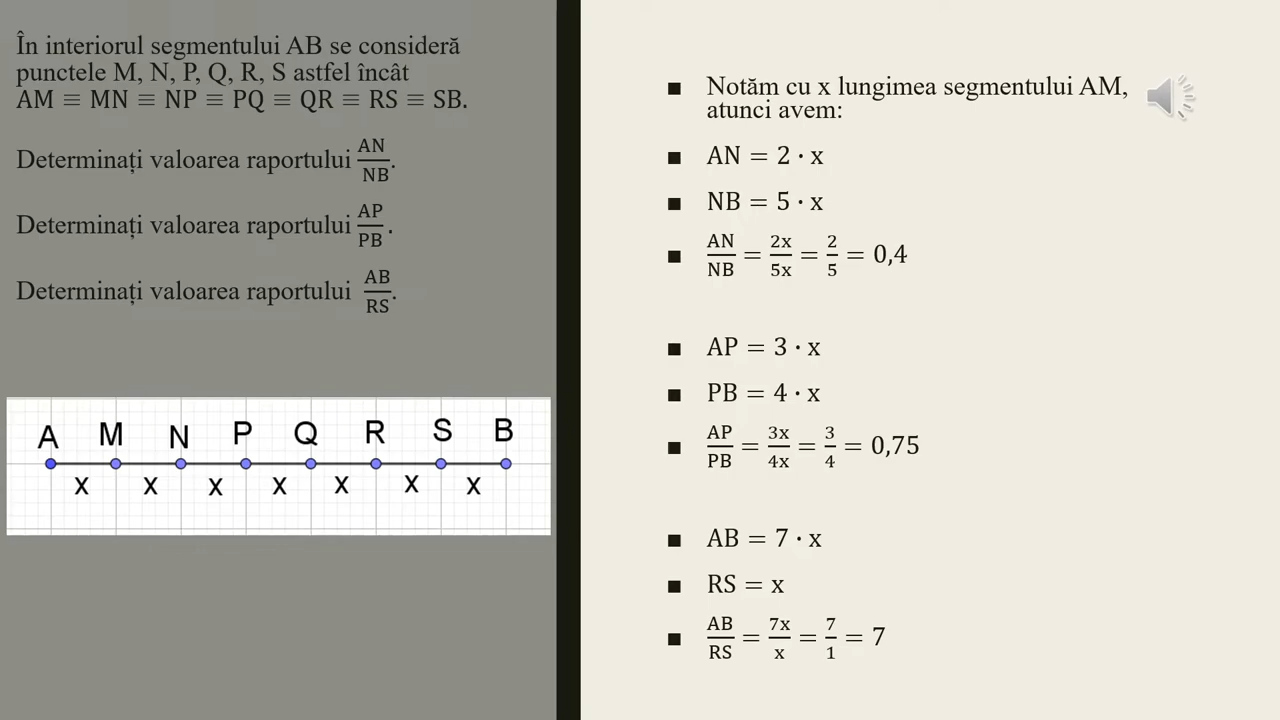 În interiorul segmentului AB se consideră
punctele M, N, P, Q, R, S astfel încât
AM ≡ MN ≡ NP ≡ PQ ≡ QR ≡ RS ≡ SB.
Determinați valoarea raportului AN/NB.
Determinați valoarea raportului AP/PB.
Determinați valoarea raportului AB/RS.
A M N P Q R S B
x x x x x x x
▪ Notăm cu x lungimea segmentului AM,
atunci avem:
▪ AN = 2 · x
▪ NB = 5 · x
▪ AN/NB = 2x/5x = 2/5 = 0,4
▪ AP = 3 · x
▪ PB = 4 · x
▪ AP/PB = 3x/4x = 3/4 = 0,75
▪ AB = 7 · x
▪ RS = x
▪ AB/RS = 7x/x = 7/1 = 7